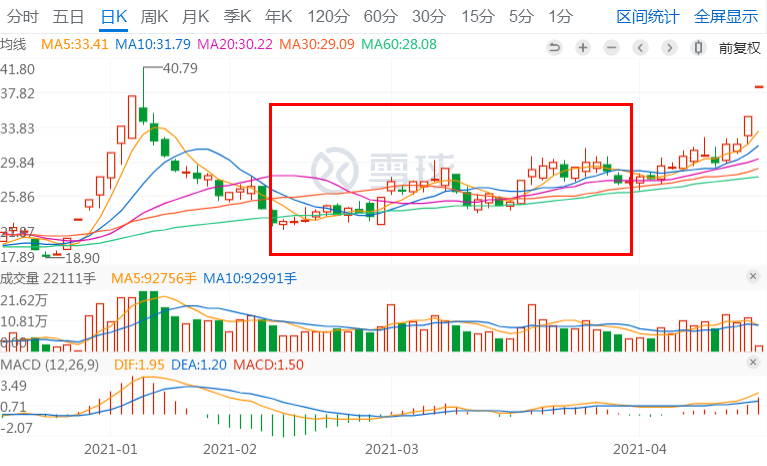 分时 五日 日K 周K 月K 季K 年K 120分 60分 30分 15分 5分 1分 区间统计 全屏显示
均线 MA5:33.41 MA10:31.79 MA20:30.22 MA30:29.09 MA60:28.08
前复权
41.80
40.79
37.82
33.83
29.84
雪球
25.86
21.87
17.89
18.90
成交量 22111手 MA5:92756手 MA10:92991手
21.62万
10.81万
0.00
MACD (12,26,9) DIF:1.95 DEA:1.20 MACD:1.50
3.49
0.71
-2.07
2021-01 2021-02 2021-03 2021-04